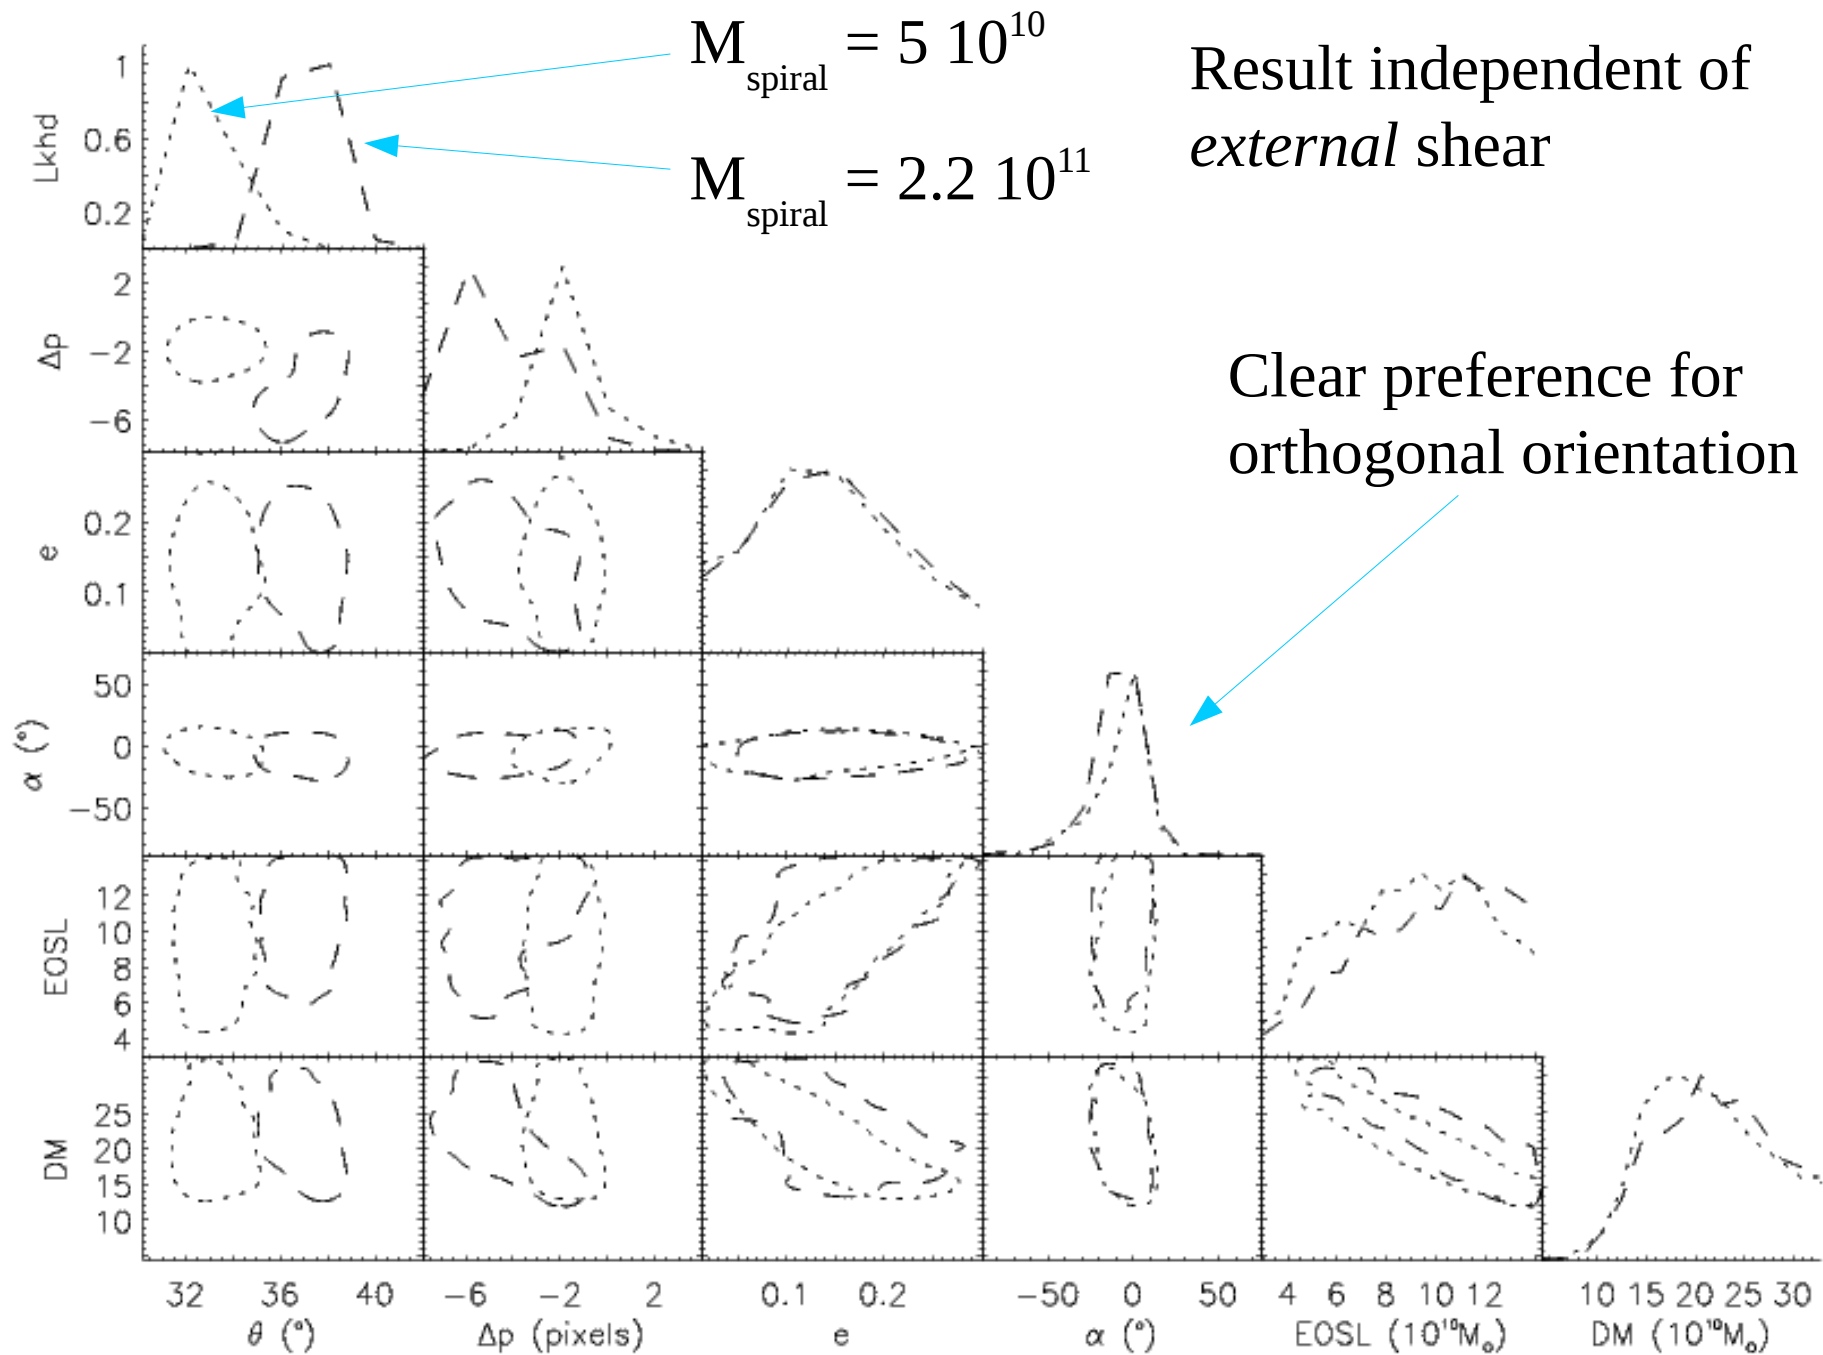 M_spiral = 5 10^10
Result independent of
external shear
M_spiral = 2.2 10^11
Clear preference for
orthogonal orientation
Lkhd
1
0.6
0.2
Δp
2
−2
−6
e
0.2
0.1
α (°)
50
0
−50
EOSL
12
10
8
6
4
DM
25
20
15
10
32 36 40 −6 −2 2 0.1 0.2 −50 0 50 4 6 8 10 12 10 15 20 25 30
θ (°) Δp (pixels) e α (°) EOSL (10^10 M_o) DM (10^10 M_o)